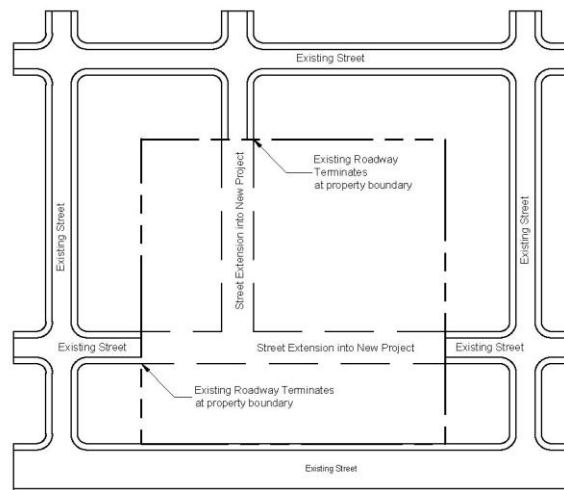 Existing Street
Existing Roadway
Terminates
at property boundary
Street Extension into New Project
Existing Street
Existing Street
Existing Street
Street Extension into New Project
Existing Street
Existing Roadway Terminates
at property boundary
Existing Street